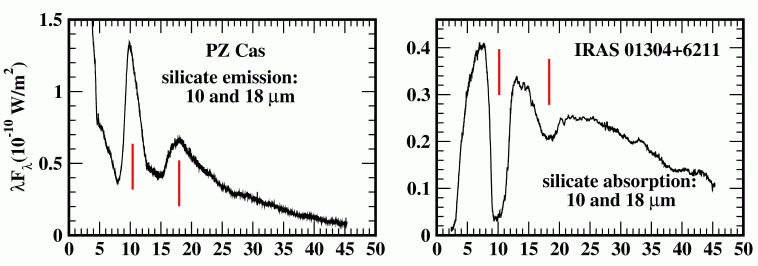 1.5
PZ Cas
silicate emission:
10 and 18 μm
1
0.5
0
λFλ(10⁻¹⁰ W/m²)
0 5 10 15 20 25 30 35 40 45 50
IRAS 01304+6211
0.4
0.3
0.2
silicate absorption:
10 and 18 μm
0.1
0
0 5 10 15 20 25 30 35 40 45 50